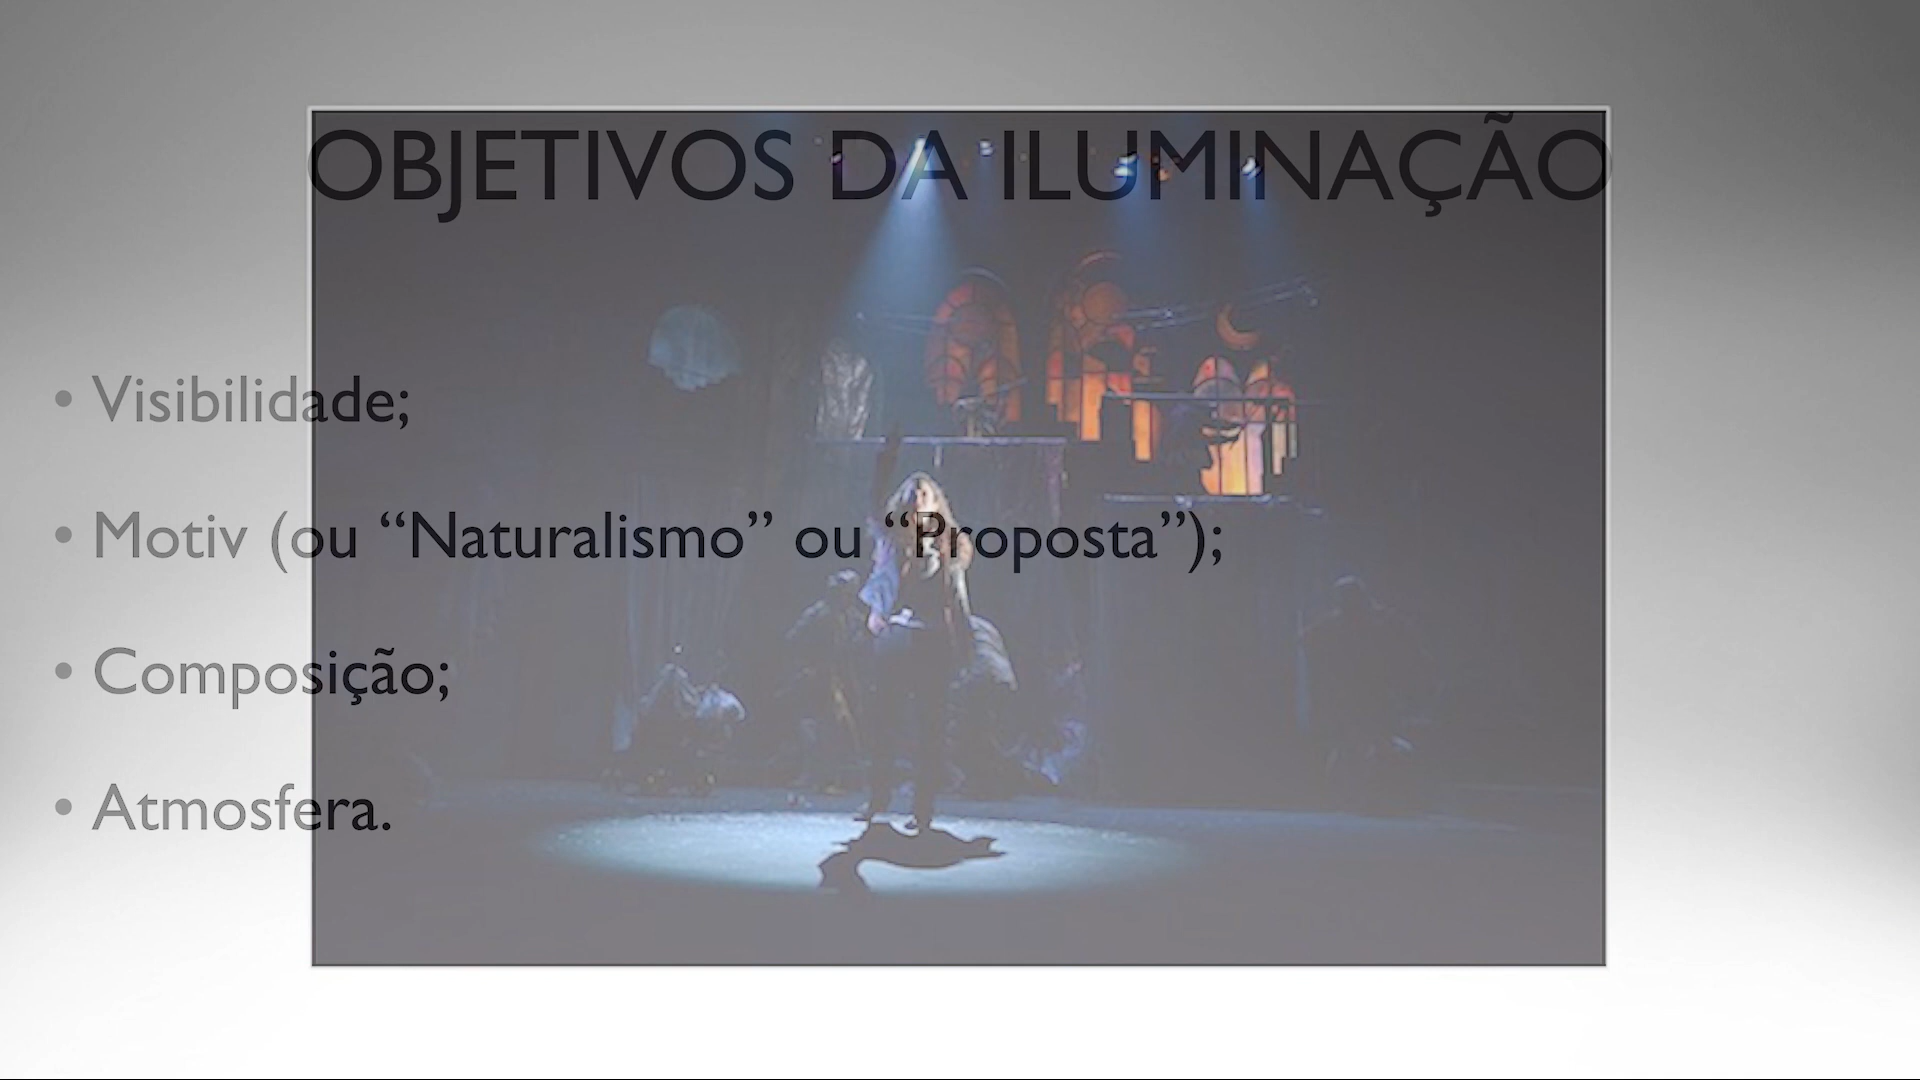 OBJETIVOS DA ILUMINAÇÃO
• Visibilidade;
• Motiv (ou “Naturalismo” ou “Proposta”);
• Composição;
• Atmosfera.